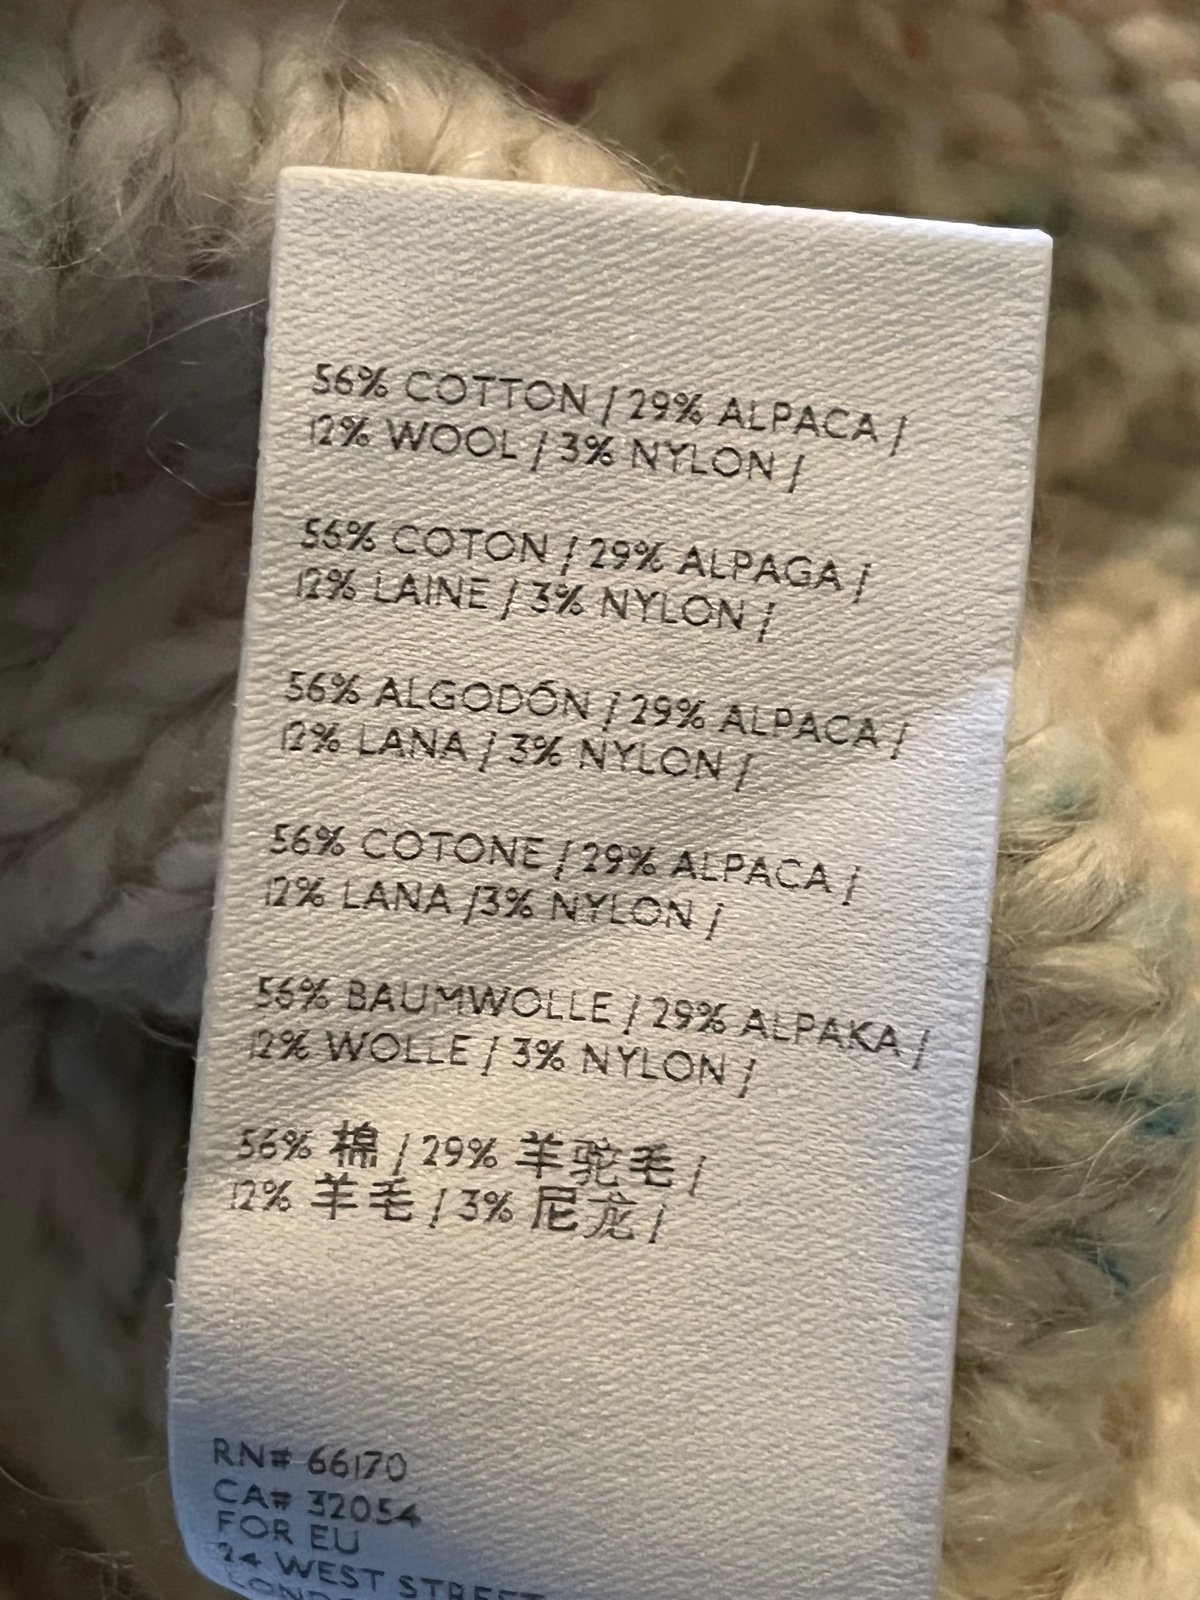 56% COTTON / 29% ALPACA /
12% WOOL / 3% NYLON /
56% COTON / 29% ALPAGA /
12% LAINE / 3% NYLON /
56% ALGODÓN / 29% ALPACA /
12% LANA / 3% NYLON /
56% COTONE / 29% ALPACA /
12% LANA /3% NYLON /
56% BAUMWOLLE / 29% ALPAKA /
12% WOLLE / 3% NYLON /
56% 棉 / 29% 羊驼毛 /
12% 羊毛 / 3% 尼龙 /
RN# 66170
CA# 32054
FOR EU
24 WEST STREET